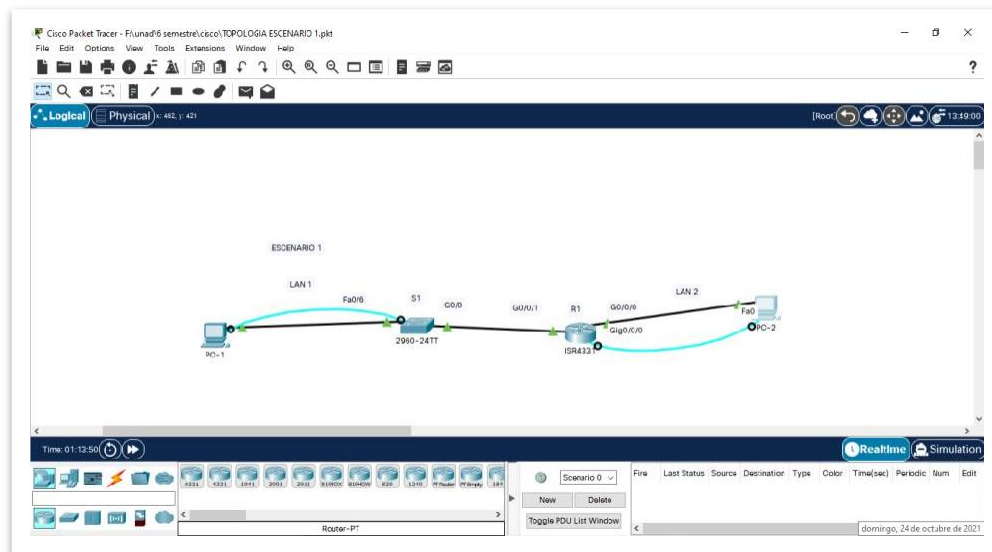 Cisco Packet Tracer - F:\unad\6 semestre\cisco\TOPOLOGIA ESCENARIO 1.pkt
File Edit Options View Tools Extensions Window Help
?
Logical Physical x: 462, y: 421 [Root] 13:49:00
ESCENARIO 1
LAN 1
LAN 2
Fa0/6 S1 G0/0 G0/0/1 R1 G0/0/0
Fa0
Gig0/0/0
PC-2
2960-24TT
PC-1 ISR4331
Time: 01:13:50 Realtime Simulation
Scenario 0 Fire Last Status Source Destination Type Color Time(sec) Periodic Num Edit
4331 4331 1941 2901 2911 819IOX 819HGW 829 1240 PT-Router PT-Empty
New Delete
Toggle PDU List Window
Router-PT
domingo, 24 de octubre de 2021